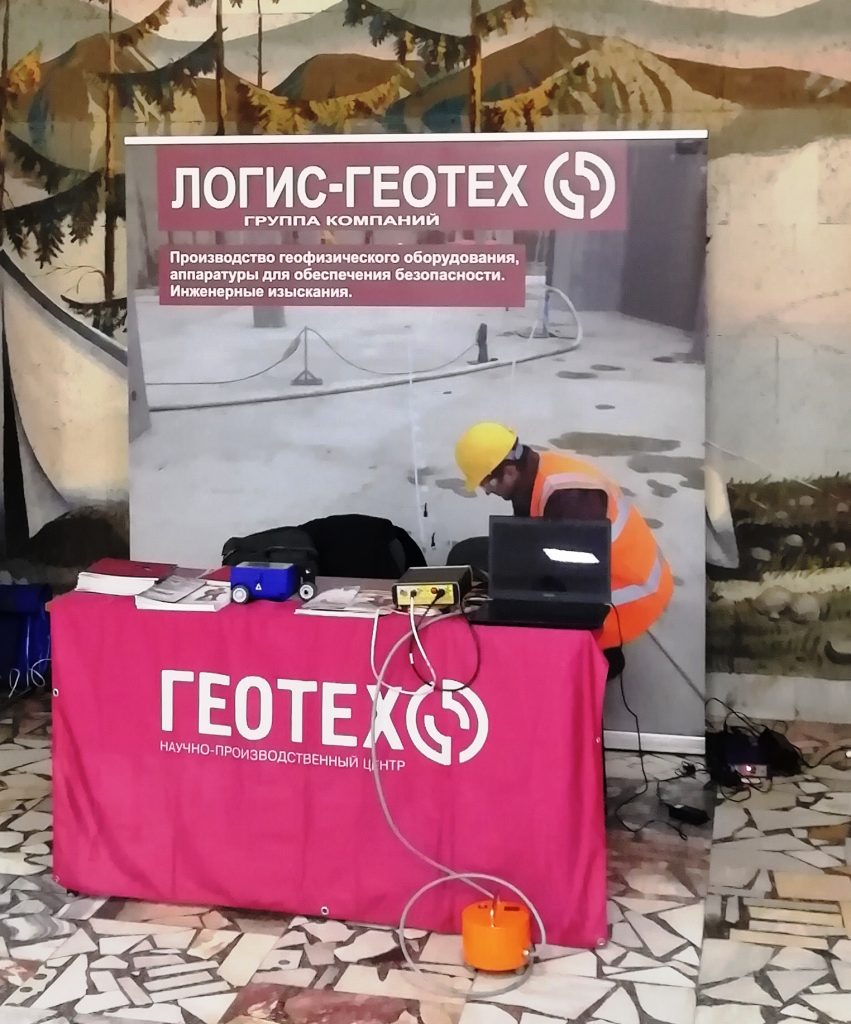 ЛОГИС-ГЕОТЕХ
ГРУППА КОМПАНИЙ
Производство геофизического оборудования,
аппаратуры для обеспечения безопасности.
Инженерные изыскания.
ГЕОТЕХ
НАУЧНО-ПРОИЗВОДСТВЕННЫЙ ЦЕНТР